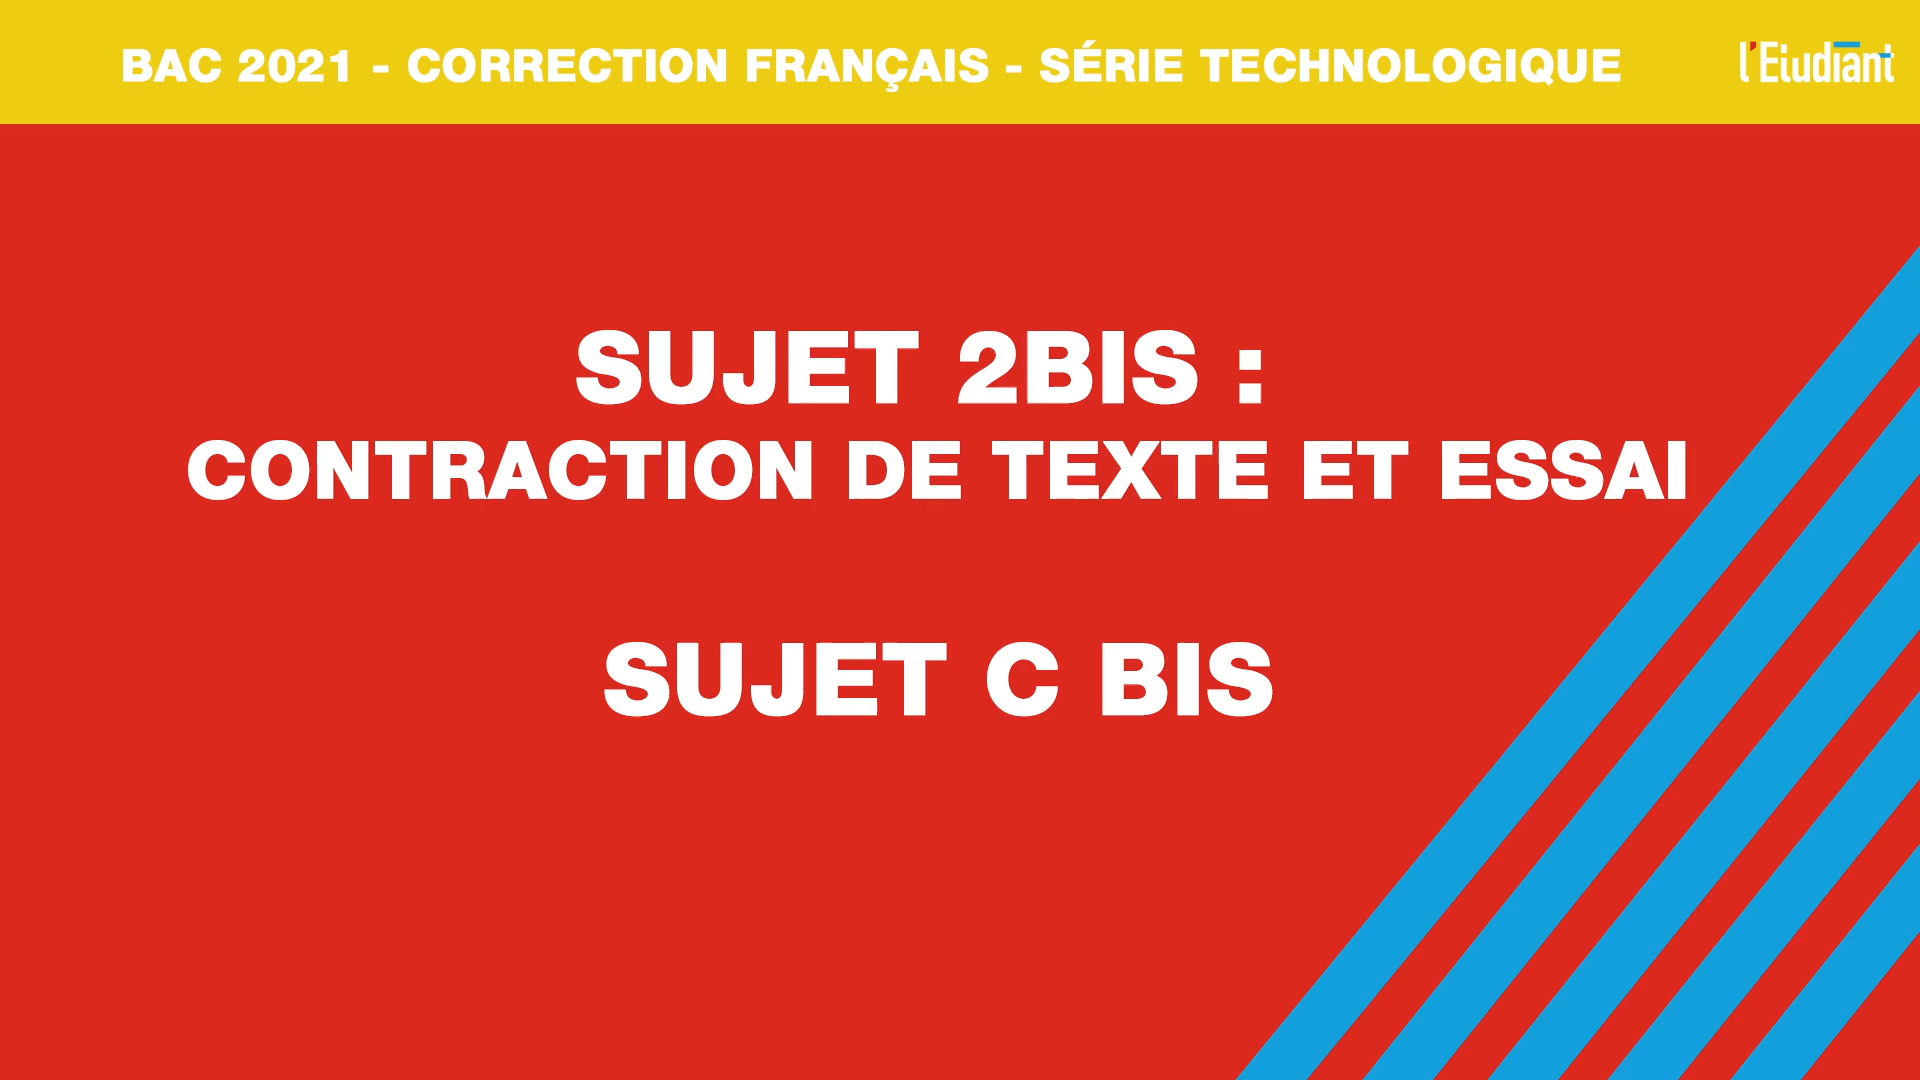 BAC 2021 - CORRECTION FRANÇAIS - SÉRIE TECHNOLOGIQUE
l'Etudiant
SUJET 2BIS :
CONTRACTION DE TEXTE ET ESSAI
SUJET C BIS